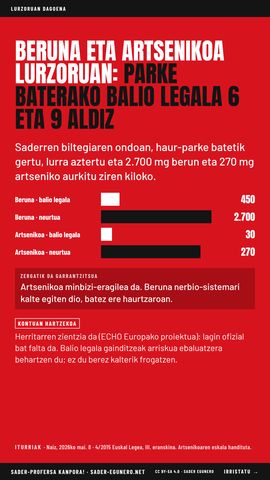 LURZORUAN DAGOENA
BERUNA ETA ARTSENIKOA
LURZORUAN: PARKE
BATERAKO BALIO LEGALA 6
ETA 9 ALDIZ
Saderren biltegiaren ondoan, haur-parke batetik
gertu, lurra aztertu eta 2.700 mg berun eta 270 mg
artseniko aurkitu ziren kiloko.
Beruna · balio legala 450
Beruna · neurtua 2.700
Artsenikoa · balio legala 30
Artsenikoa · neurtua 270
ZERGATIK DA GARRANTZITSUA
Artsenikoa minbizi-eragilea da. Beruna nerbio-sistemari
kalte egiten dio, batez ere haurtzaroan.
KONTUAN HARTZEKOA
Herritarren zientzia da (ECHO Europako proiektua): lagin ofizial
bat falta da. Balio legala gainditzeak arriskua ebaluatzera
behartzen du; ez du berez kalterik frogatzen.
ITURRIAK · Naiz, 2026ko mai. 8 · 4/2015 Euskal Legea, III. eranskina. Artsenikoaren eskala handituta.
SADER-PROFERSA KANPORA! · SADER-EGUNERO.NET CC BY-SA 4.0 · SADER EGUNERO IRRISTATU →